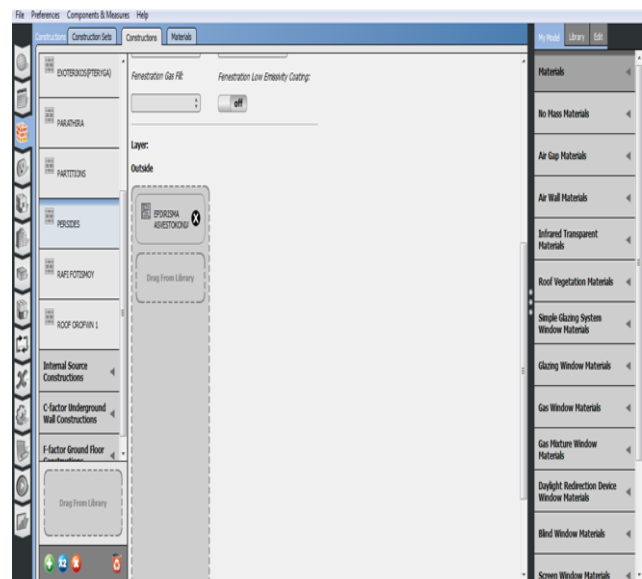 File Preferences Components & Measures Help
Constructions Construction Sets Constructions Materials My Model Library Edit
EXOTERIKOS(PTERYGA)
PARATHIRA
PARTITIONS
PERSIDES
RAFI FOTISMOY
ROOF OROFWN 1
Internal Source
Constructions
C-factor Underground
Wall Constructions
F-factor Ground Floor
Constructions
Drag From Library
X2
Fenestration Gas Fill: Fenestration Low Emissivity Coating:
off
Layer:
Outside
EPIXRISMA
ASVESTOKONIA
Drag From Library
Materials
No Mass Materials
Air Gap Materials
Air Wall Materials
Infrared Transparent
Materials
Roof Vegetation Materials
Simple Glazing System
Window Materials
Glazing Window Materials
Gas Window Materials
Gas Mixture Window
Materials
Daylight Redirection Device
Window Materials
Blind Window Materials
Screen Window Materials